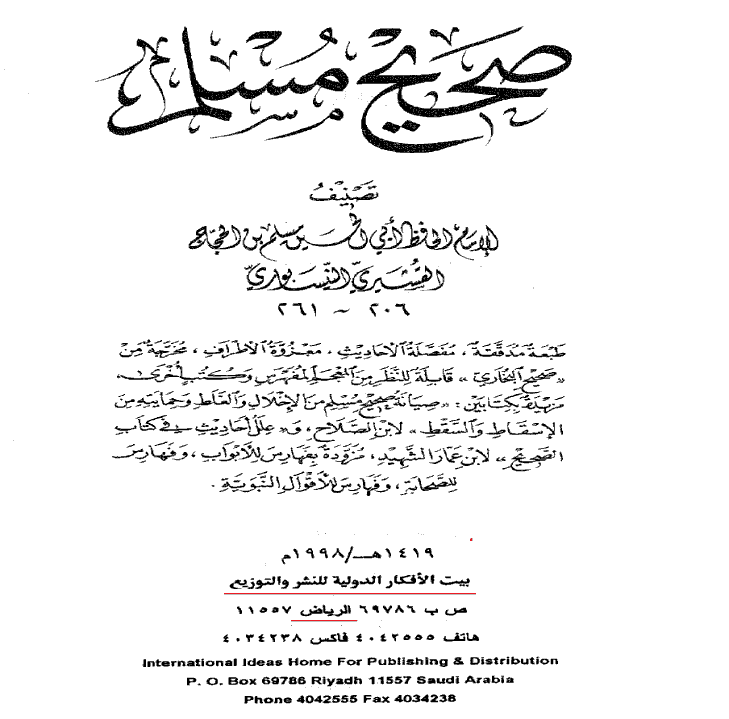 صحيح مسلم
تصنيف
الإمام الحافظ أبي الحسين مسلم بن الحجاج
القشيري النيسابوري
٢٠٦ ~ ٢٦١
طبعة مدققة، مفصلة الأحاديث، معزوة الأطراف، مخرجة من
«صحيح البخاري» قابلة للنظر من المعجم المفهرس وكتب أخرى،
مزيدة بكتابين: «صيانة صحيح مسلم من الإخلال والغلط وحمايته من
الإسقاط والسقط» لابن الصلاح، و«علل أحاديث في كتاب
الصحيح» لابن عمار الشهيد، مزودة بفهارس للأبواب، وفهارس
للصحابة، وفهارس للأقوال النبوية.
١٤١٩هـ/١٩٩٨م
بيت الأفكار الدولية للنشر والتوزيع
ص ب ٦٩٧٨٦ الرياض ١١٥٥٧
هاتف ٤٠٤٢٥٥٥ فاكس ٤٠٣٤٢٣٨
International Ideas Home For Publishing & Distribution
P. O. Box 69786 Riyadh 11557 Saudi Arabia
Phone 4042555 Fax 4034238